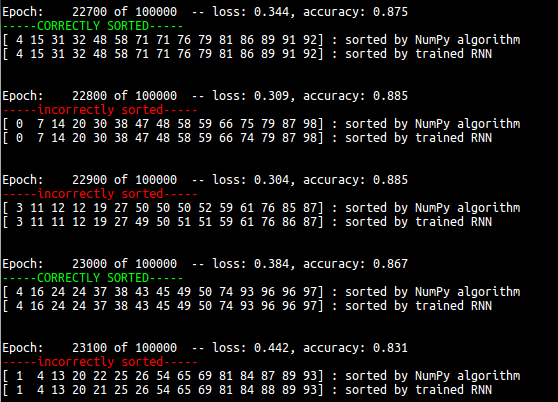 Epoch:    22700 of 100000  -- loss: 0.344, accuracy: 0.875
-----CORRECTLY SORTED-----
[ 4 15 31 32 48 58 71 71 76 79 81 86 89 91 92] : sorted by NumPy algorithm
[ 4 15 31 32 48 58 71 71 76 79 81 86 89 91 92] : sorted by trained RNN
Epoch:    22800 of 100000  -- loss: 0.309, accuracy: 0.885
-----incorrectly sorted-----
[ 0  7 14 20 30 38 47 48 58 59 66 75 79 87 98] : sorted by NumPy algorithm
[ 0  7 14 20 30 38 47 48 58 59 66 74 79 87 98] : sorted by trained RNN
Epoch:    22900 of 100000  -- loss: 0.304, accuracy: 0.885
-----incorrectly sorted-----
[ 3 11 12 12 19 27 50 50 50 52 59 61 76 85 87] : sorted by NumPy algorithm
[ 3 11 11 12 19 27 49 50 51 51 59 61 76 86 87] : sorted by trained RNN
Epoch:    23000 of 100000  -- loss: 0.384, accuracy: 0.867
-----CORRECTLY SORTED-----
[ 4 16 24 24 37 38 43 45 49 50 74 93 96 96 97] : sorted by NumPy algorithm
[ 4 16 24 24 37 38 43 45 49 50 74 93 96 96 97] : sorted by trained RNN
Epoch:    23100 of 100000  -- loss: 0.442, accuracy: 0.831
-----incorrectly sorted-----
[ 1  4 13 20 22 25 26 54 65 69 81 84 87 89 93] : sorted by NumPy algorithm
[ 1  4 13 20 21 25 26 54 65 69 81 84 88 89 93] : sorted by trained RNN